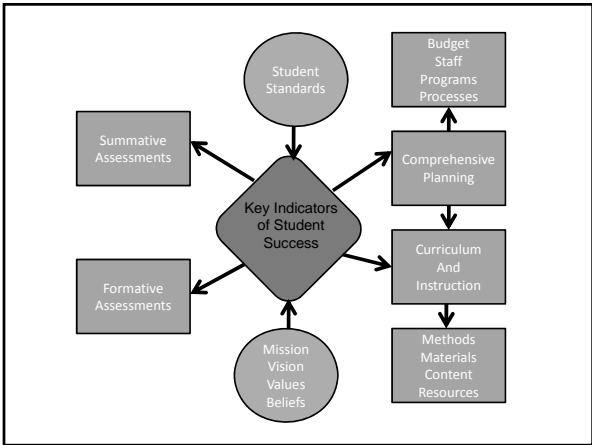 Student
Standards
Budget
Staff
Programs
Processes
Summative
Assessments
Comprehensive
Planning
Key Indicators
of Student
Success
Curriculum
And
Instruction
Formative
Assessments
Mission
Vision
Values
Beliefs
Methods
Materials
Content
Resources